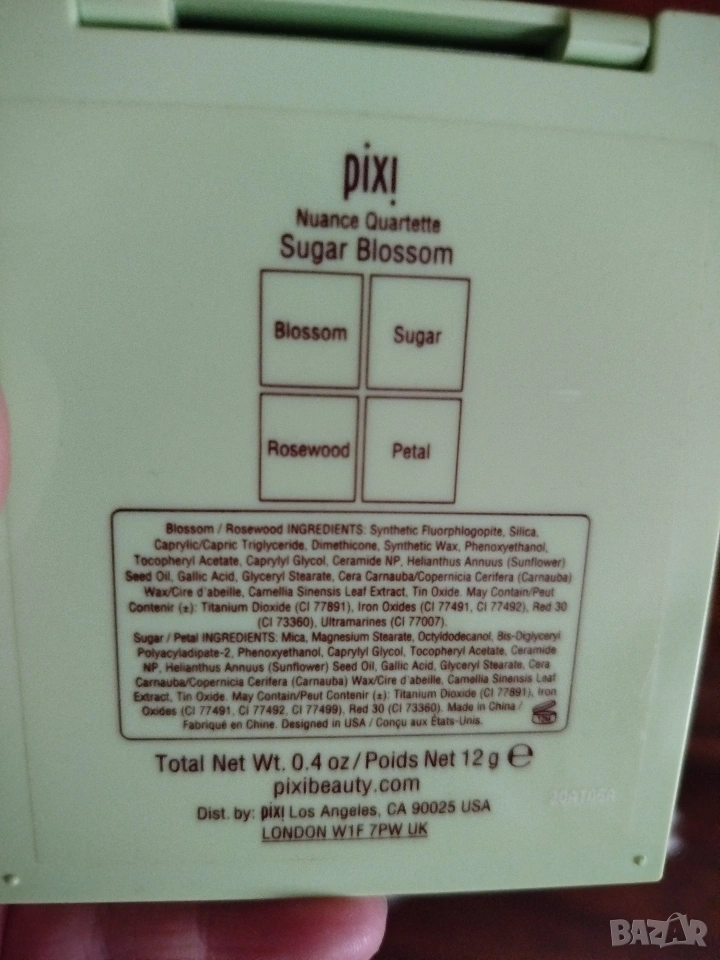 pixi
Nuance Quartette
Sugar Blossom
Blossom Sugar
Rosewood Petal
Blossom / Rosewood INGREDIENTS: Synthetic Fluorphlogopite, Silica,
Caprylic/Capric Triglyceride, Dimethicone, Synthetic Wax, Phenoxyethanol,
Tocopheryl Acetate, Caprylyl Glycol, Ceramide NP, Helianthus Annuus (Sunflower)
Seed Oil, Gallic Acid, Glyceryl Stearate, Cera Carnauba/Copernicia Cerifera (Carnauba)
Wax/Cire d'abeille, Camellia Sinensis Leaf Extract, Tin Oxide. May Contain/Peut
Contenir (±): Titanium Dioxide (CI 77891), Iron Oxides (CI 77491, CI 77492), Red 30
(CI 73360), Ultramarines (CI 77007).
Sugar / Petal INGREDIENTS: Mica, Magnesium Stearate, Octyldodecanol, Bis-Diglyceryl
Polyacyladipate-2, Phenoxyethanol, Caprylyl Glycol, Tocopheryl Acetate, Ceramide
NP, Helianthus Annuus (Sunflower) Seed Oil, Gallic Acid, Glyceryl Stearate, Cera
Carnauba/Copernicia Cerifera (Carnauba) Wax/Cire d'abeille, Camellia Sinensis Leaf
Extract, Tin Oxide. May Contain/Peut Contenir (±): Titanium Dioxide (CI 77891), Iron
Oxides (CI 77491, CI 77492, CI 77499), Red 30 (CI 73360). Made in China /
Fabriqué en Chine. Designed in USA / Conçu aux États-Unis.
Total Net Wt. 0.4 oz/Poids Net 12 g ℮
pixibeauty.com
Dist. by: pixi Los Angeles, CA 90025 USA
LONDON W1F 7PW UK
BAZAR